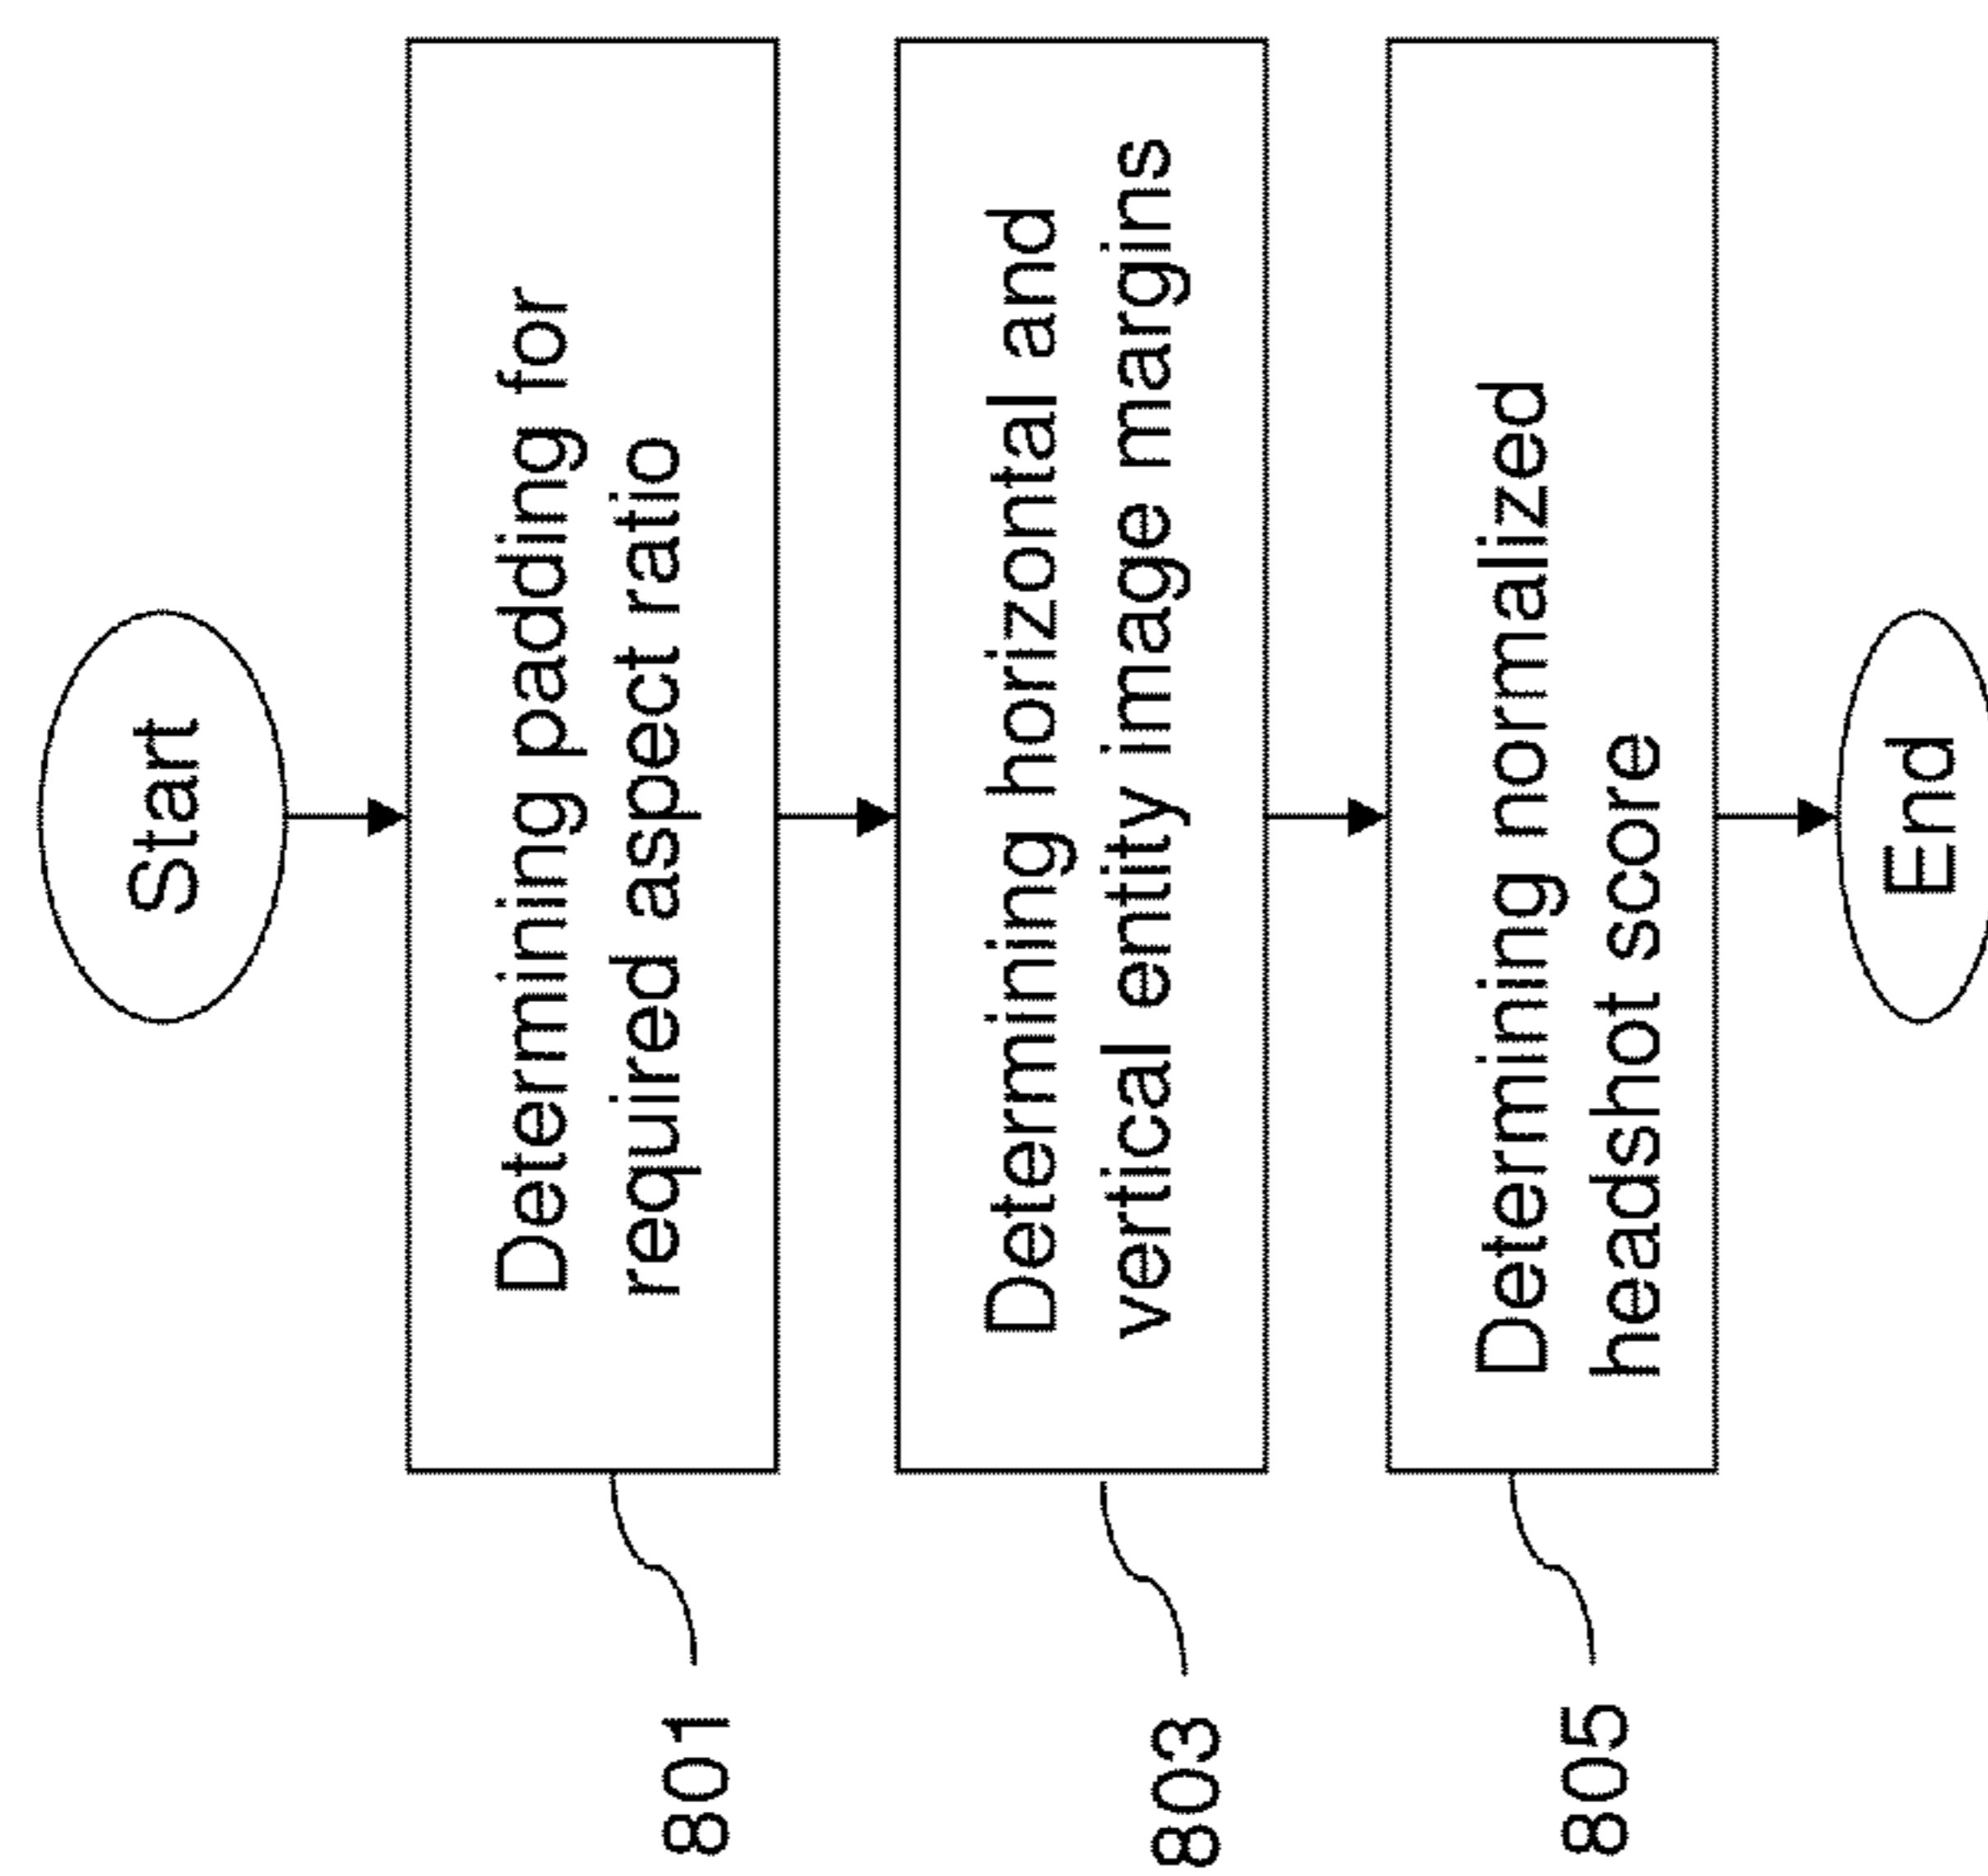 Start
Determining padding for
required aspect ratio
801
Determining horizontal and
vertical entity image margins
803
Determining normalized
headshot score
805
End